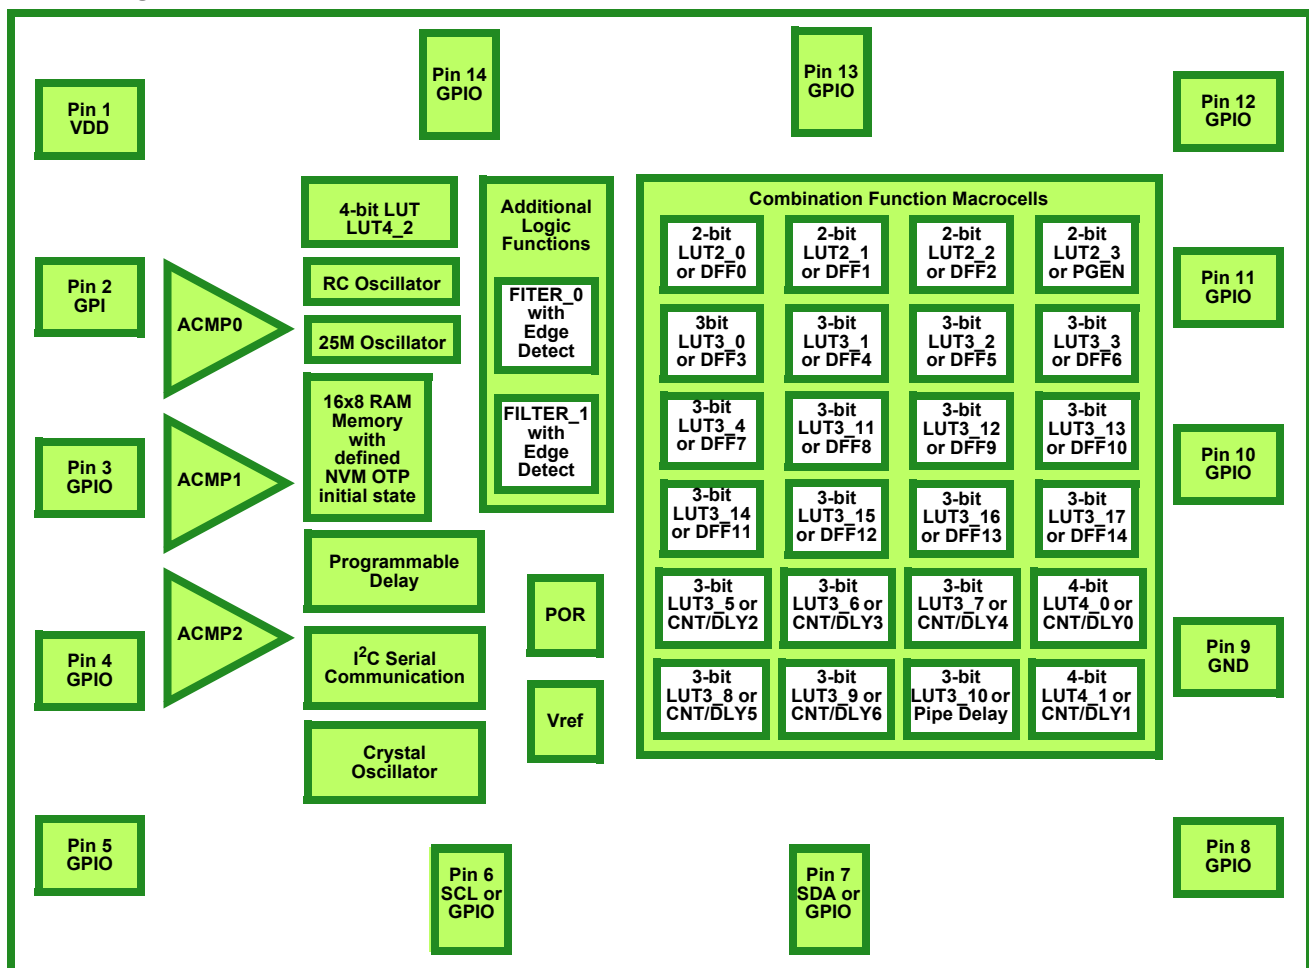 Pin 1
VDD
Pin 14
GPIO
Pin 13
GPIO
Pin 12
GPIO
Pin 2
GPI
Pin 3
GPIO
Pin 4
GPIO
Pin 5
GPIO
ACMP0
ACMP1
ACMP2
4-bit LUT
LUT4_2
RC Oscillator
25M Oscillator
16x8 RAM
Memory
with
defined
NVM OTP
initial state
Programmable
Delay
I²C Serial
Communication
Crystal
Oscillator
Additional
Logic
Functions
FITER_0
with
Edge
Detect
FILTER_1
with
Edge
Detect
POR
Vref
Combination Function Macrocells
2-bit
LUT2_0
or DFF0
2-bit
LUT2_1
or DFF1
2-bit
LUT2_2
or DFF2
2-bit
LUT2_3
or PGEN
3bit
LUT3_0
or DFF3
3-bit
LUT3_1
or DFF4
3-bit
LUT3_2
or DFF5
3-bit
LUT3_3
or DFF6
3-bit
LUT3_4
or DFF7
3-bit
LUT3_11
or DFF8
3-bit
LUT3_12
or DFF9
3-bit
LUT3_13
or DFF10
3-bit
LUT3_14
or DFF11
3-bit
LUT3_15
or DFF12
3-bit
LUT3_16
or DFF13
3-bit
LUT3_17
or DFF14
3-bit
LUT3_5 or
CNT/DLY2
3-bit
LUT3_6 or
CNT/DLY3
3-bit
LUT3_7 or
CNT/DLY4
4-bit
LUT4_0 or
CNT/DLY0
3-bit
LUT3_8 or
CNT/DLY5
3-bit
LUT3_9 or
CNT/DLY6
3-bit
LUT3_10 or
Pipe Delay
4-bit
LUT4_1 or
CNT/DLY1
Pin 11
GPIO
Pin 10
GPIO
Pin 9
GND
Pin 8
GPIO
Pin 6
SCL or
GPIO
Pin 7
SDA or
GPIO